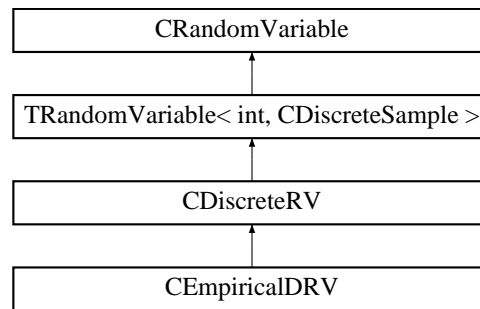 CRandomVariable
TRandomVariable< int, CDiscreteSample >
CDiscreteRV
CEmpiricalDRV